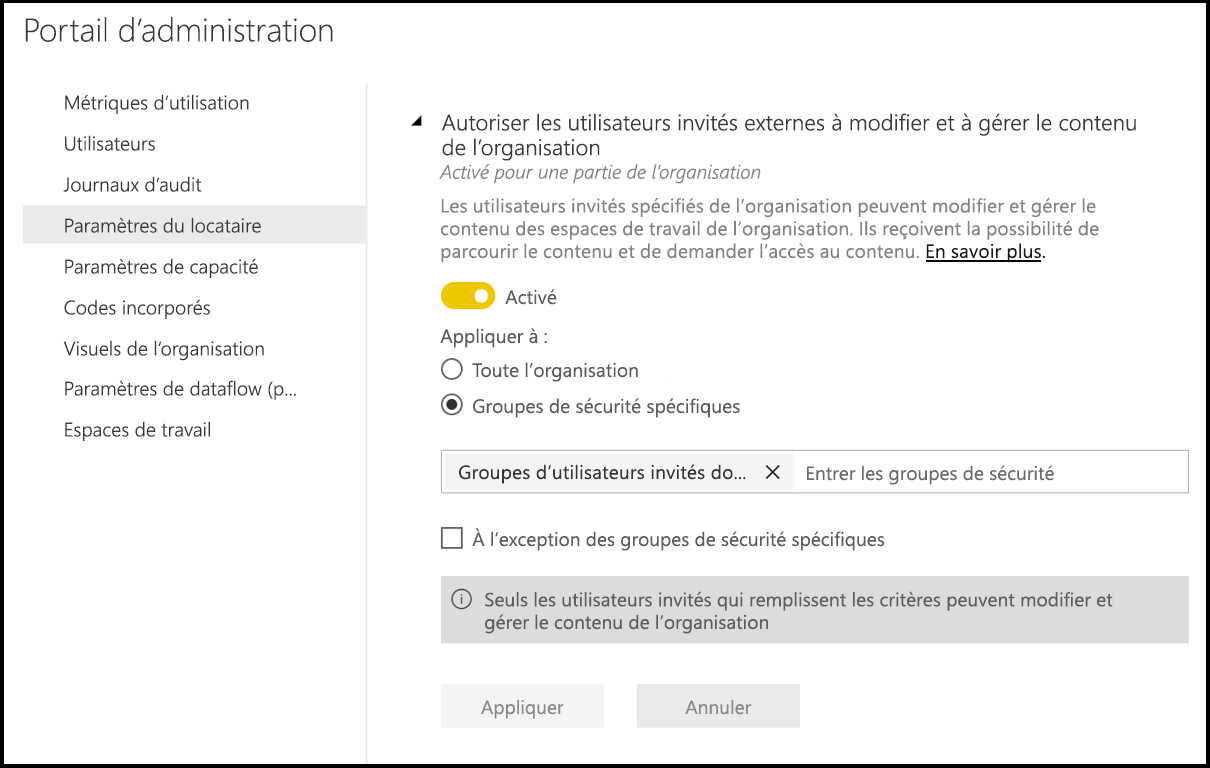 Portail d’administration
Métriques d’utilisation
Utilisateurs
Journaux d’audit
Paramètres du locataire
Paramètres de capacité
Codes incorporés
Visuels de l’organisation
Paramètres de dataflow (p...
Espaces de travail
Autoriser les utilisateurs invités externes à modifier et à gérer le contenu
de l’organisation
Activé pour une partie de l’organisation
Les utilisateurs invités spécifiés de l’organisation peuvent modifier et gérer le
contenu des espaces de travail de l’organisation. Ils reçoivent la possibilité de
parcourir le contenu et de demander l’accès au contenu. En savoir plus.
Activé
Appliquer à :
Toute l’organisation
Groupes de sécurité spécifiques
Groupes d’utilisateurs invités do... Entrer les groupes de sécurité
À l’exception des groupes de sécurité spécifiques
Seuls les utilisateurs invités qui remplissent les critères peuvent modifier et
gérer le contenu de l’organisation
Appliquer Annuler